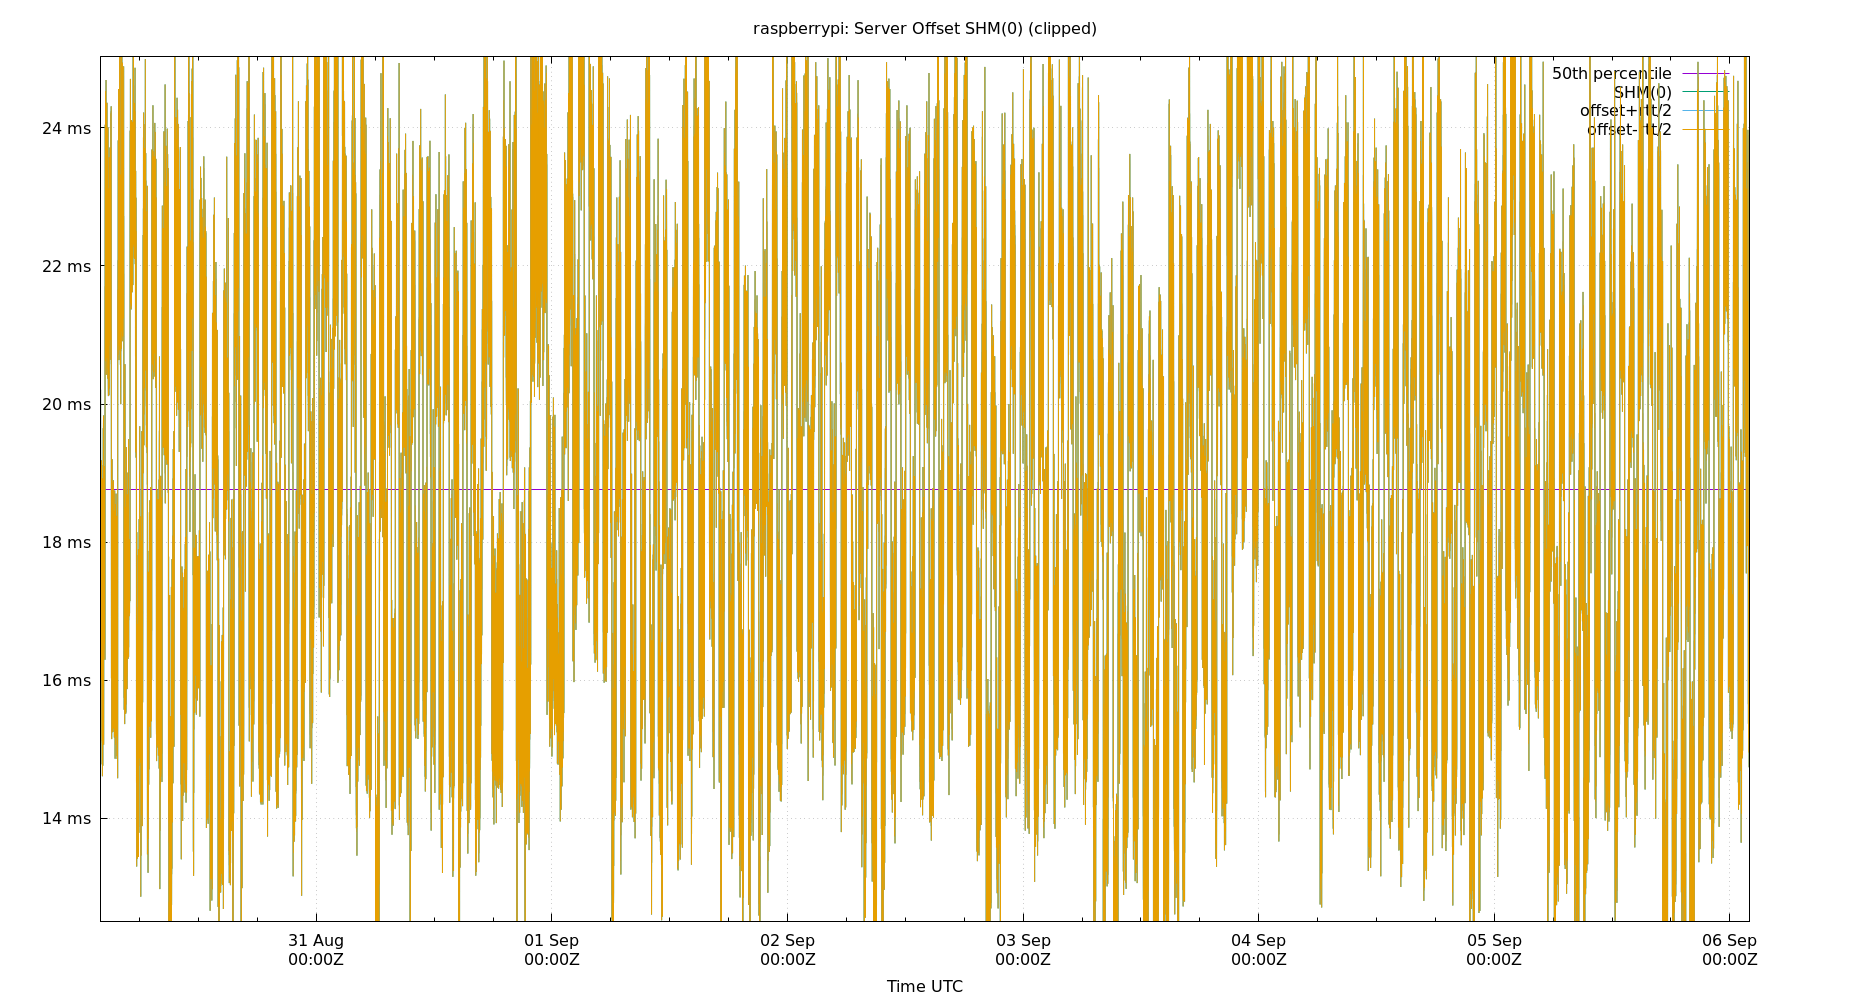 raspberrypi: Server Offset SHM(0) (clipped)
50th percentile
SHM(0)
offset+rtt/2
offset-rtt/2
24 ms
22 ms
20 ms
18 ms
16 ms
14 ms
31 Aug 01 Sep 02 Sep 03 Sep 04 Sep 05 Sep 06 Sep
00:00Z 00:00Z 00:00Z 00:00Z 00:00Z 00:00Z 00:00Z
Time UTC